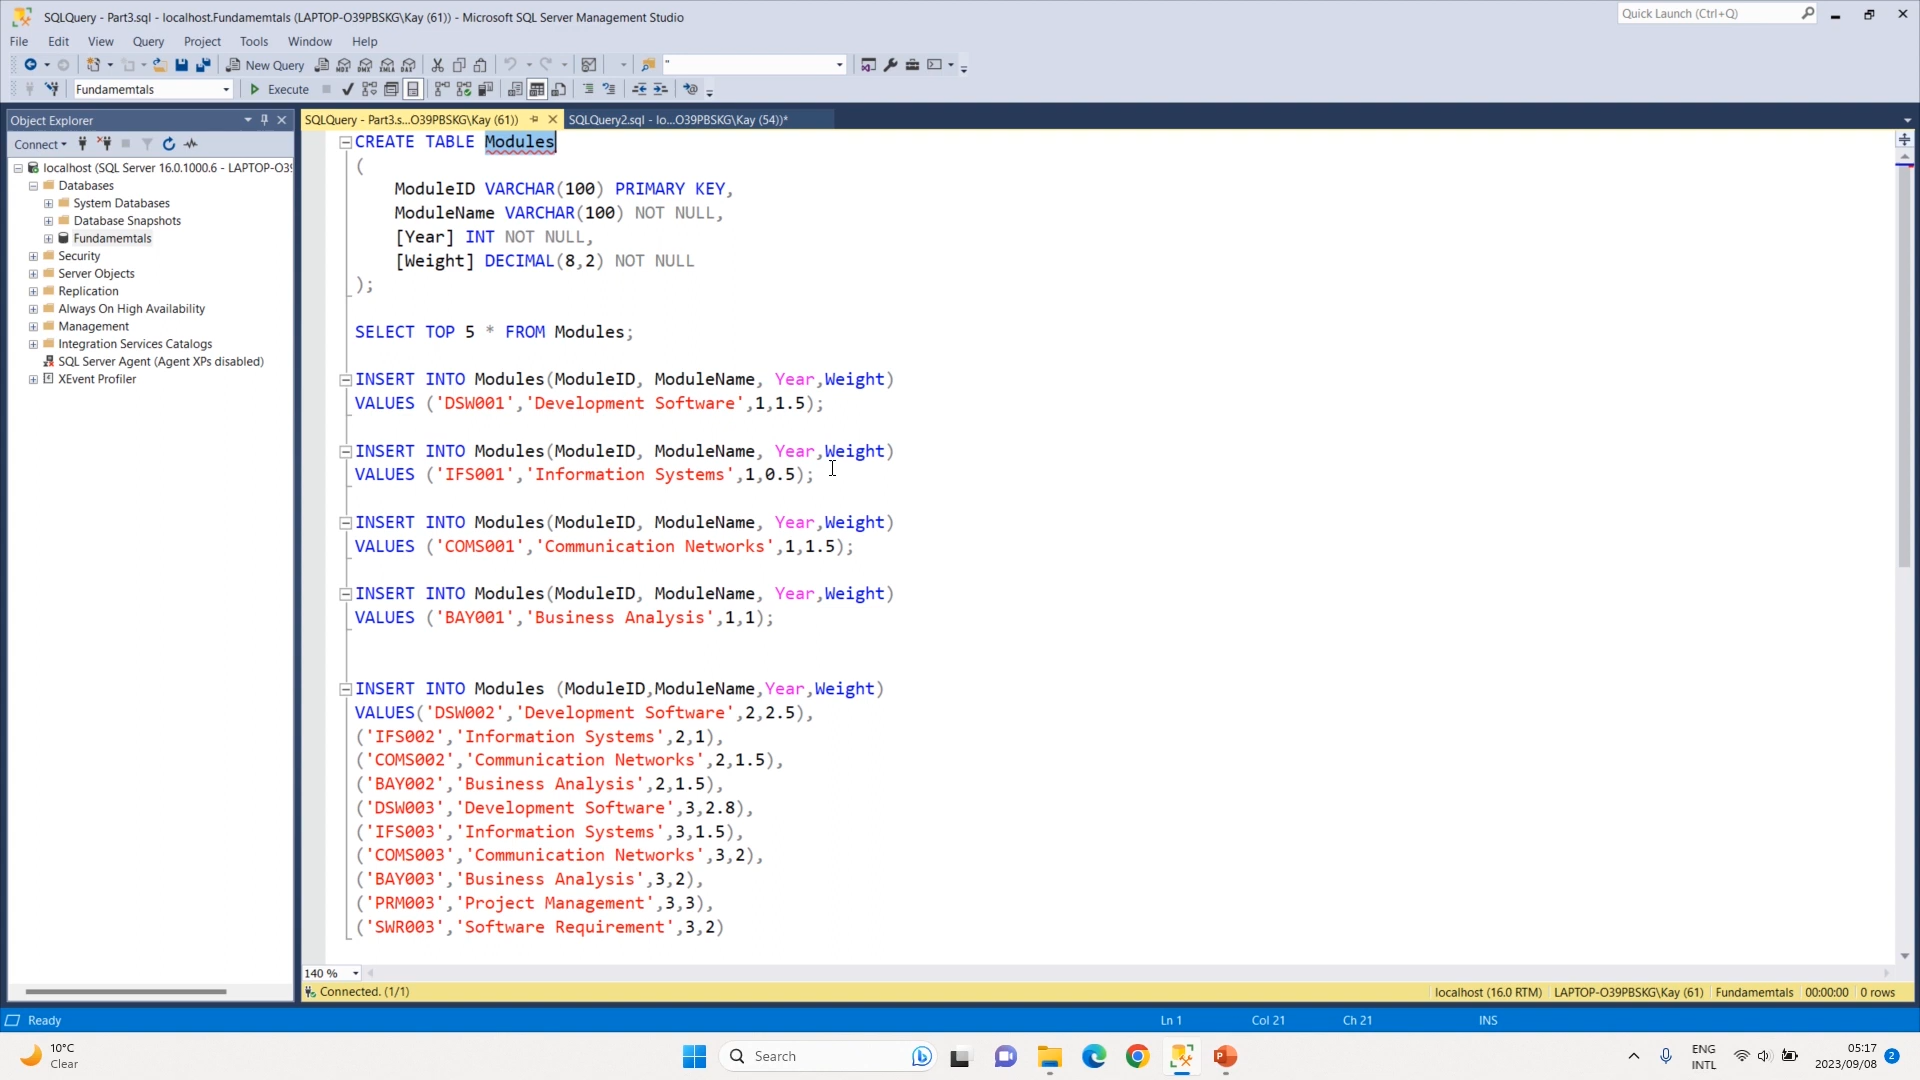 SQLQuery - Part3.sql - localhost.Fundamemtals (LAPTOP-O39PBSKG\Kay (61)) - Microsoft SQL Server Management Studio
Quick Launch (Ctrl+Q)
File Edit View Query Project Tools Window Help
New Query
Fundamemtals
Execute
Object Explorer
SQLQuery - Part3.s...O39PBSKG\Kay (61))
SQLQuery2.sql - lo...O39PBSKG\Kay (54))*
Connect
localhost (SQL Server 16.0.1000.6 - LAPTOP-O39
Databases
System Databases
Database Snapshots
Fundamemtals
Security
Server Objects
Replication
Always On High Availability
Management
Integration Services Catalogs
SQL Server Agent (Agent XPs disabled)
XEvent Profiler
CREATE TABLE Modules
(
ModuleID VARCHAR(100) PRIMARY KEY,
ModuleName VARCHAR(100) NOT NULL,
[Year] INT NOT NULL,
[Weight] DECIMAL(8,2) NOT NULL
);
SELECT TOP 5 * FROM Modules;
INSERT INTO Modules(ModuleID, ModuleName, Year,Weight)
VALUES ('DSW001','Development Software',1,1.5);
INSERT INTO Modules(ModuleID, ModuleName, Year,Weight)
VALUES ('IFS001','Information Systems',1,0.5);
INSERT INTO Modules(ModuleID, ModuleName, Year,Weight)
VALUES ('COMS001','Communication Networks',1,1.5);
INSERT INTO Modules(ModuleID, ModuleName, Year,Weight)
VALUES ('BAY001','Business Analysis',1,1);
INSERT INTO Modules (ModuleID,ModuleName,Year,Weight)
VALUES('DSW002','Development Software',2,2.5),
('IFS002','Information Systems',2,1),
('COMS002','Communication Networks',2,1.5),
('BAY002','Business Analysis',2,1.5),
('DSW003','Development Software',3,2.8),
('IFS003','Information Systems',3,1.5),
('COMS003','Communication Networks',3,2),
('BAY003','Business Analysis',3,2),
('PRM003','Project Management',3,3),
('SWR003','Software Requirement',3,2)
140 %
Connected. (1/1)
localhost (16.0 RTM) LAPTOP-O39PBSKG\Kay (61) Fundamemtals 00:00:00 0 rows
Ready
Ln 1 Col 21 Ch 21 INS
10°C
Clear
Search
ENG
INTL
05:17
2023/09/08
2